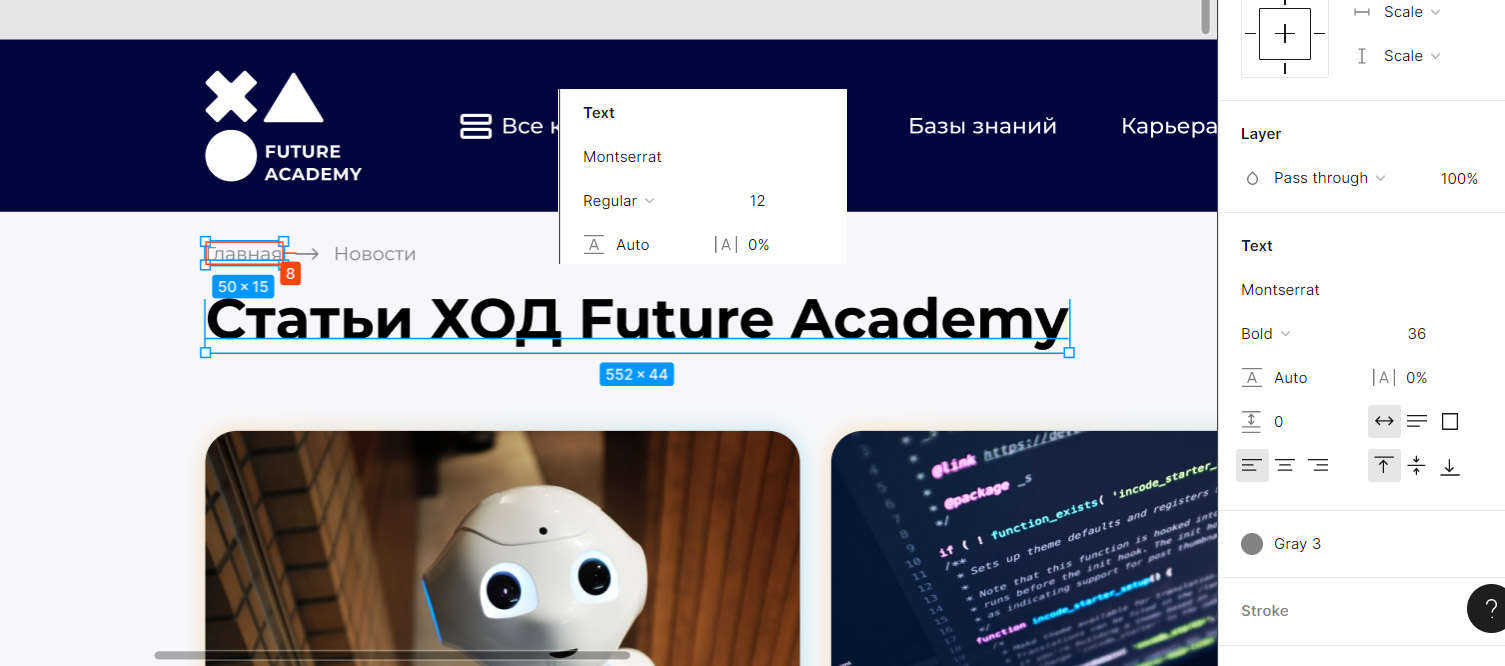 Scale
Scale
FUTURE
ACADEMY
Все к
Базы знаний
Карьера
Text
Montserrat
Regular
12
A
Auto
|A|
0%
Главная
Новости
8
50 × 15
Статьи ХОД Future Academy
552 × 44
Layer
Pass through
100%
Text
Montserrat
Bold
36
A
Auto
|A|
0%
0
Gray 3
Stroke
?
@link https://de
@package _s
*/
if ( ! function_exists( 'incode_starter_
/**
* Sets up theme defaults and registers
* Note that this function is hooked into
* runs before the init hook. The init ho
* as indicating support for post thumbna
*/
function incode_starter_setup() {